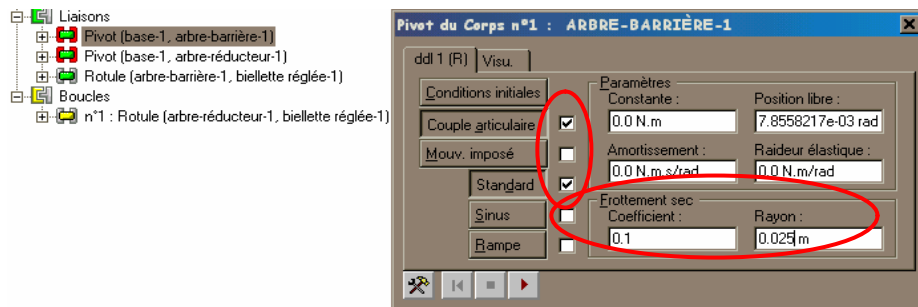 Liaisons
Pivot (base-1, arbre-barrière-1)
Pivot (base-1, arbre-réducteur-1)
Rotule (arbre-barrière-1, biellette réglée-1)
Boucles
n°1 : Rotule (arbre-réducteur-1, biellette réglée-1)
Pivot du Corps n°1 : ARBRE-BARRIÈRE-1
ddl 1 (R) Visu.
Conditions initiales
Couple articulaire
Mouv. imposé
Standard
Sinus
Rampe
Paramètres
Constante : Position libre :
0.0 N.m 7.8558217e-03 rad
Amortissement : Raideur élastique :
0.0 N.m.s/rad 0.0 N.m/rad
Frottement sec
Coefficient : Rayon :
0.1 0.025 m